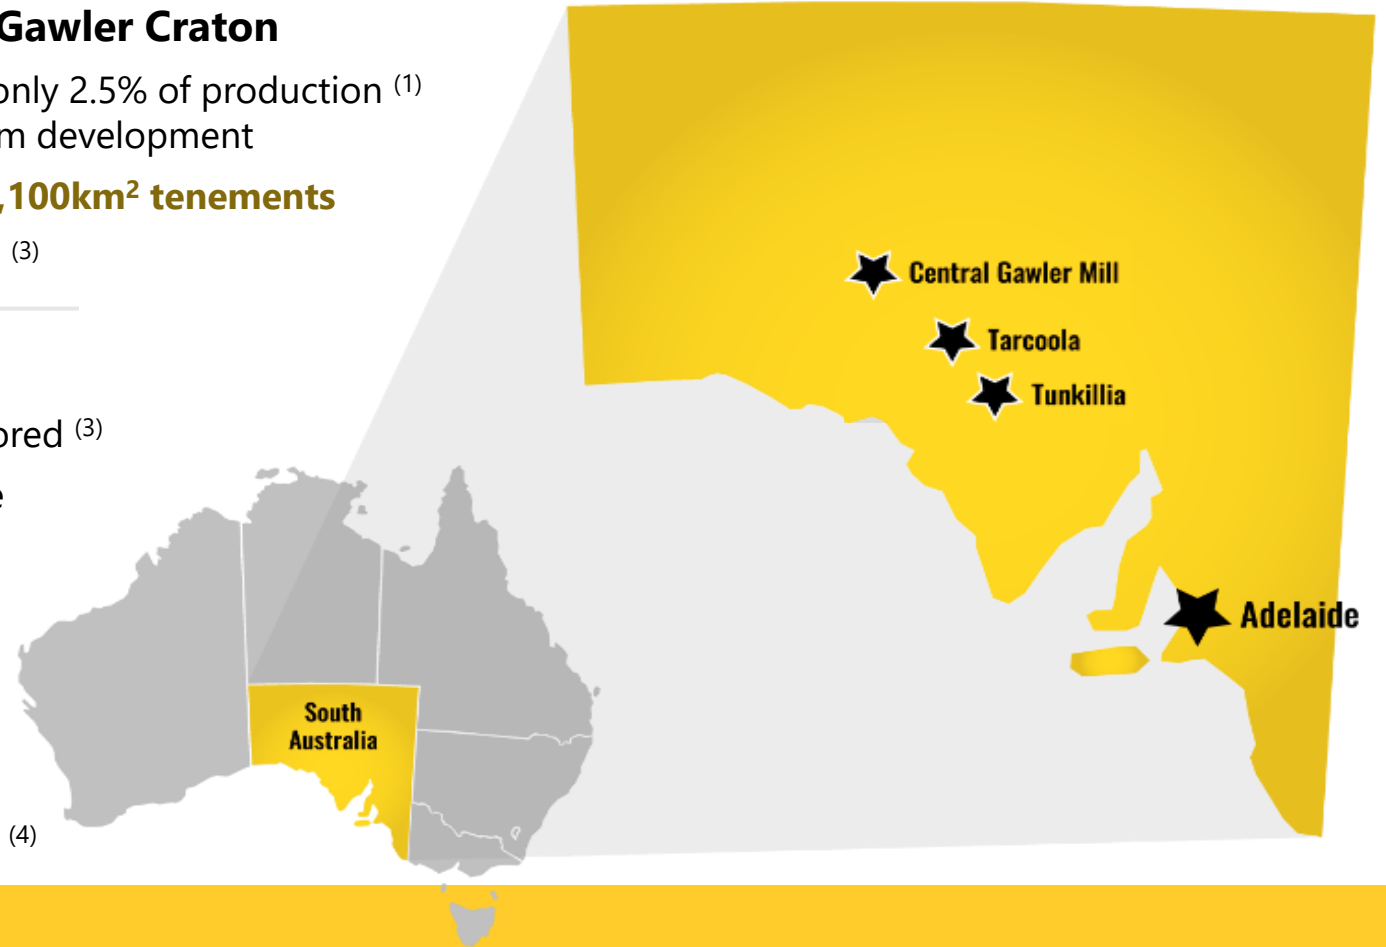 Gawler Craton
only 2.5% of production (1)
m development
,100km² tenements
(3)
ored (3)
e
(4)
Central Gawler Mill
Tarcoola
Tunkillia
Adelaide
South
Australia